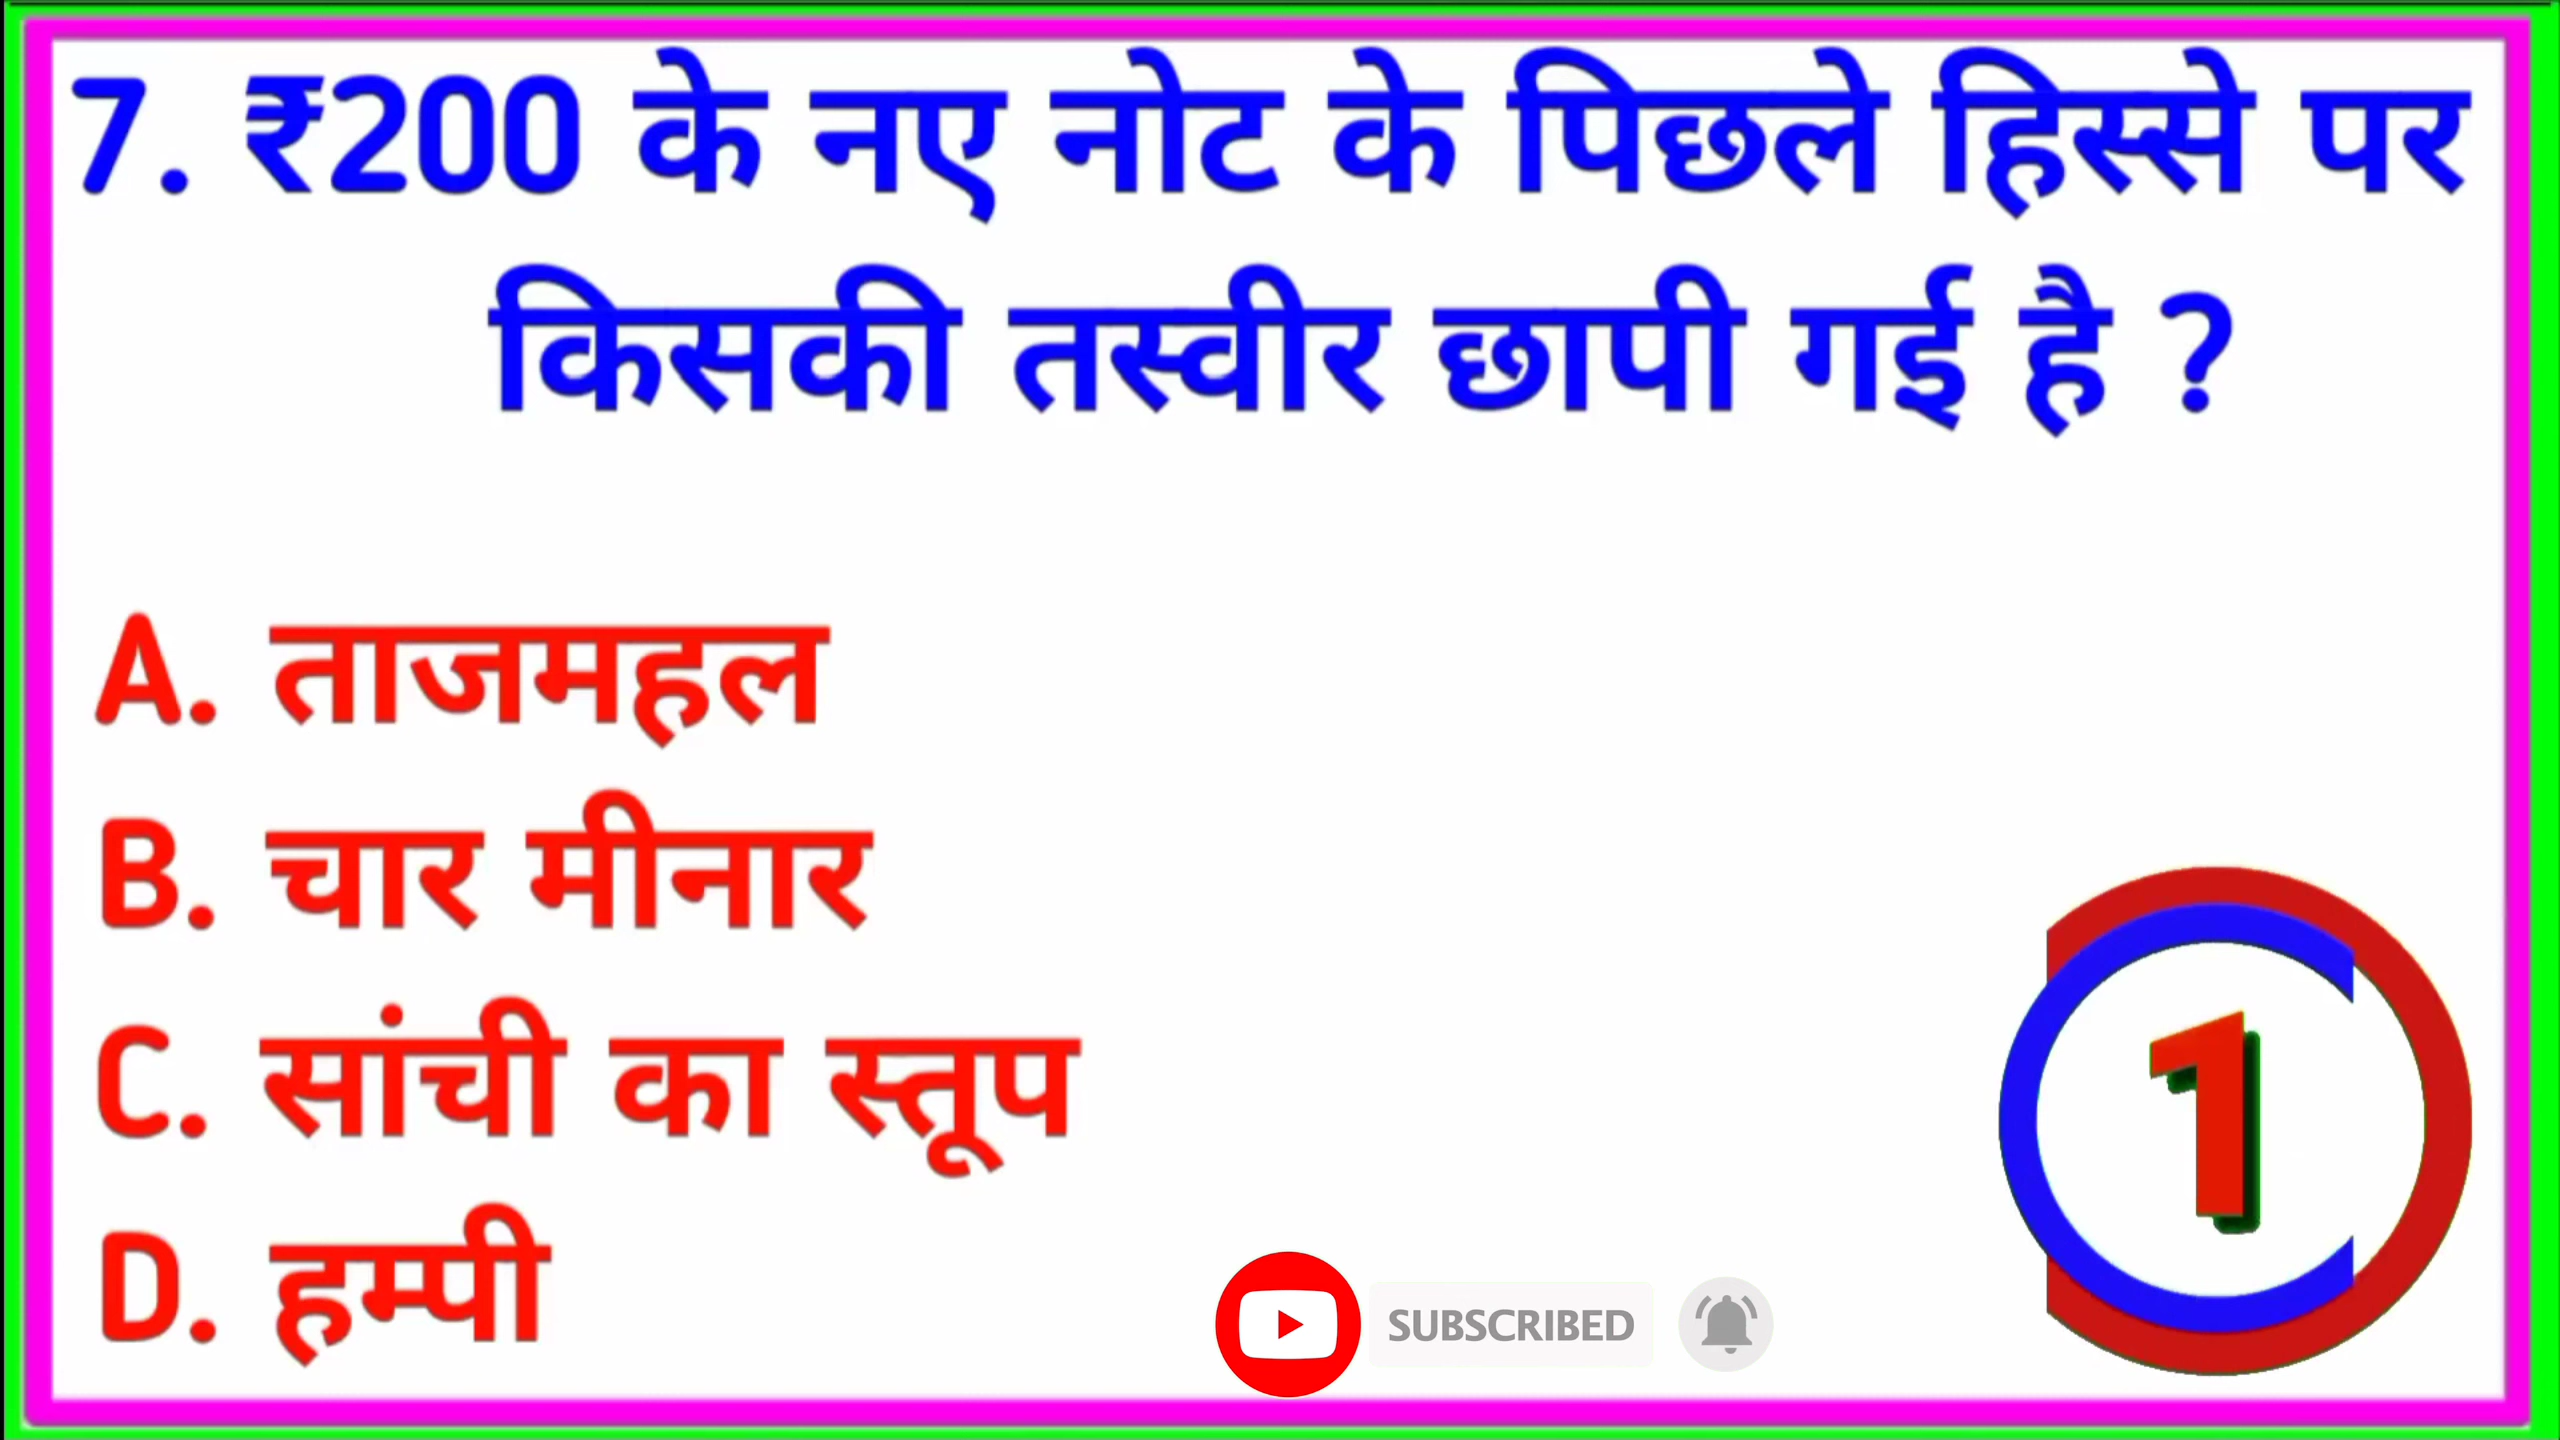 7. ₹200 के नए नोट के पिछले हिस्से पर
किसकी तस्वीर छापी गई है ?
A. ताजमहल
B. चार मीनार
C. सांची का स्तूप
D. हम्पी
1
SUBSCRIBED